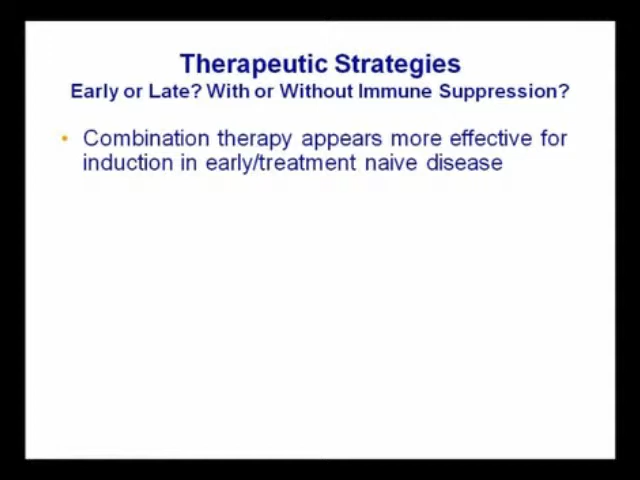 Therapeutic Strategies
Early or Late? With or Without Immune Suppression?
• Combination therapy appears more effective for
induction in early/treatment naive disease